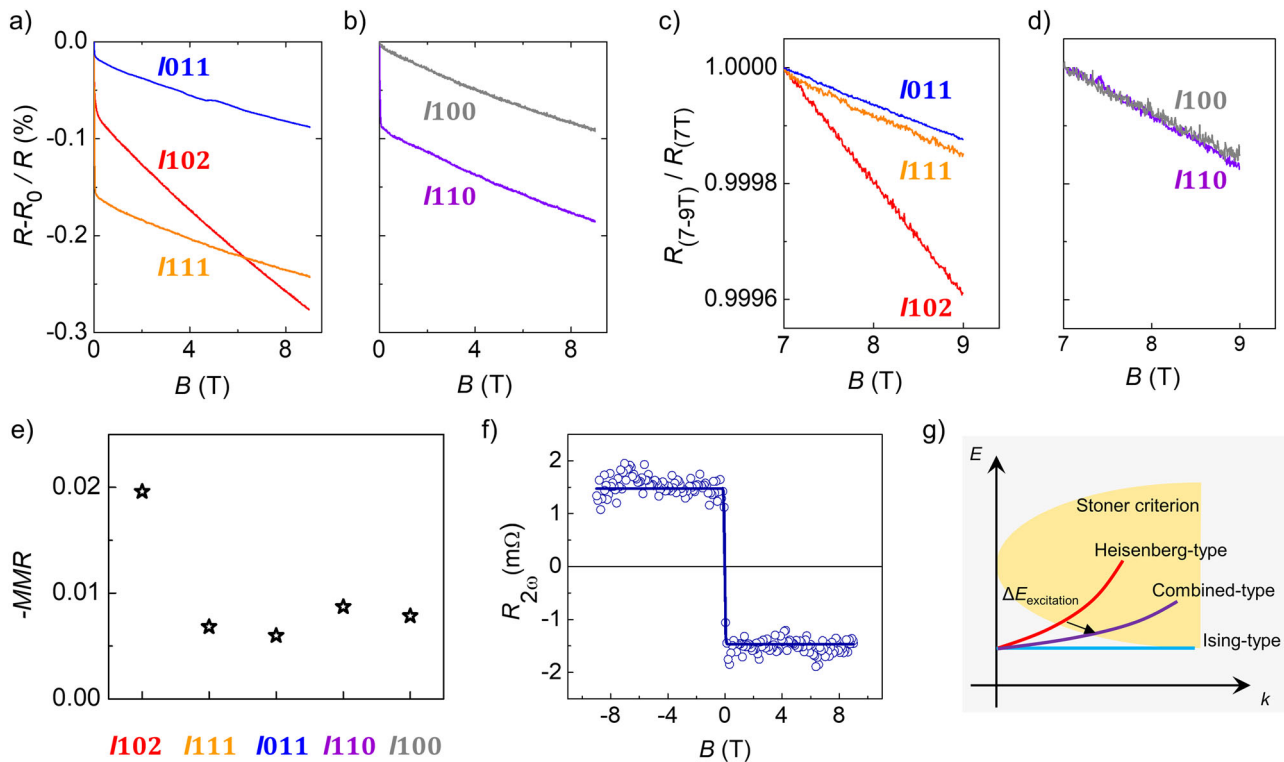 a)
R-R0 / R (%)
0.0
-0.1
-0.2
-0.3
I011
I102
I111
0 4 8
B (T)
b)
I100
I110
0 4 8
B (T)
c)
R(7-9T) / R(7T)
1.0000
0.9998
0.9996
I011
I111
I102
7 8 9
B (T)
d)
I100
I110
7 8 9
B (T)
e)
-MMR
0.02
0.01
0.00
I102 I111 I011 I110 I100
f)
R2ω(mΩ)
2
1
0
-1
-2
-8 -4 0 4 8
B (T)
g)
E
Stoner criterion
Heisenberg-type
ΔEexcitation
Combined-type
Ising-type
k